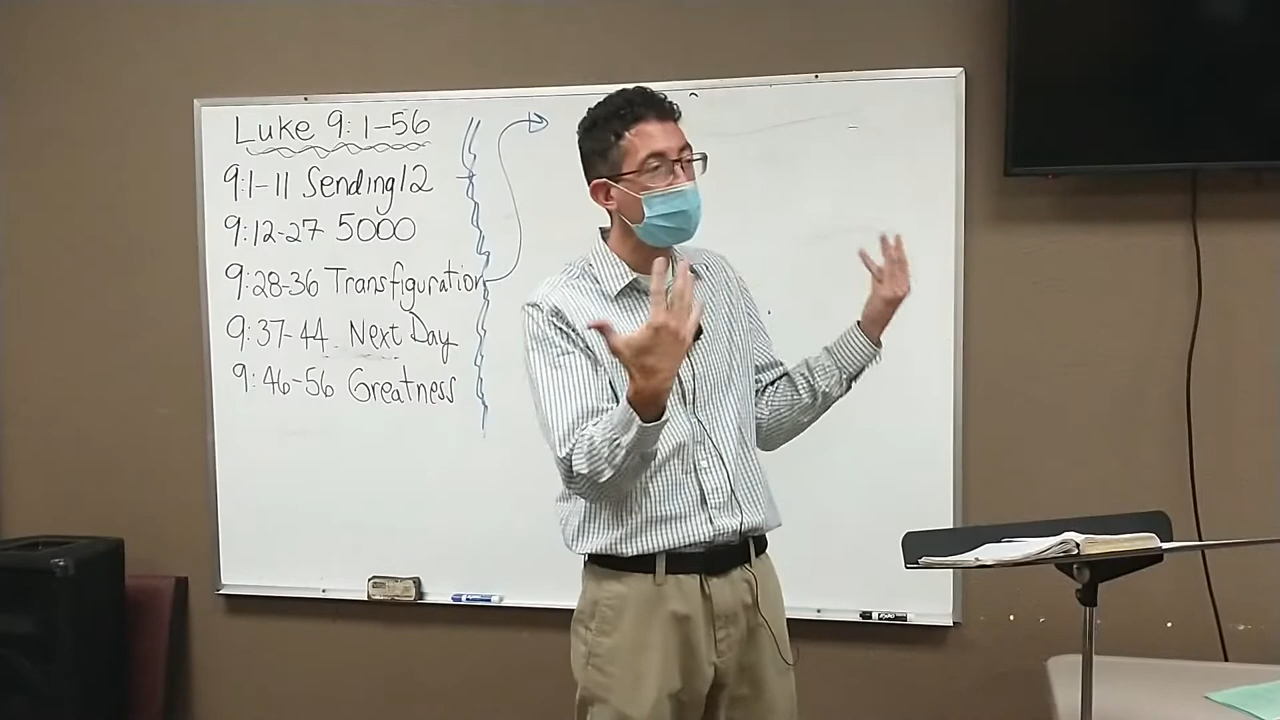 Luke 9:1-56
9:1-11 Sending 12
9:12-27 5000
9:28-36 Transfiguration
9:37-44 Next Day
9:46-56 Greatness
EXPO